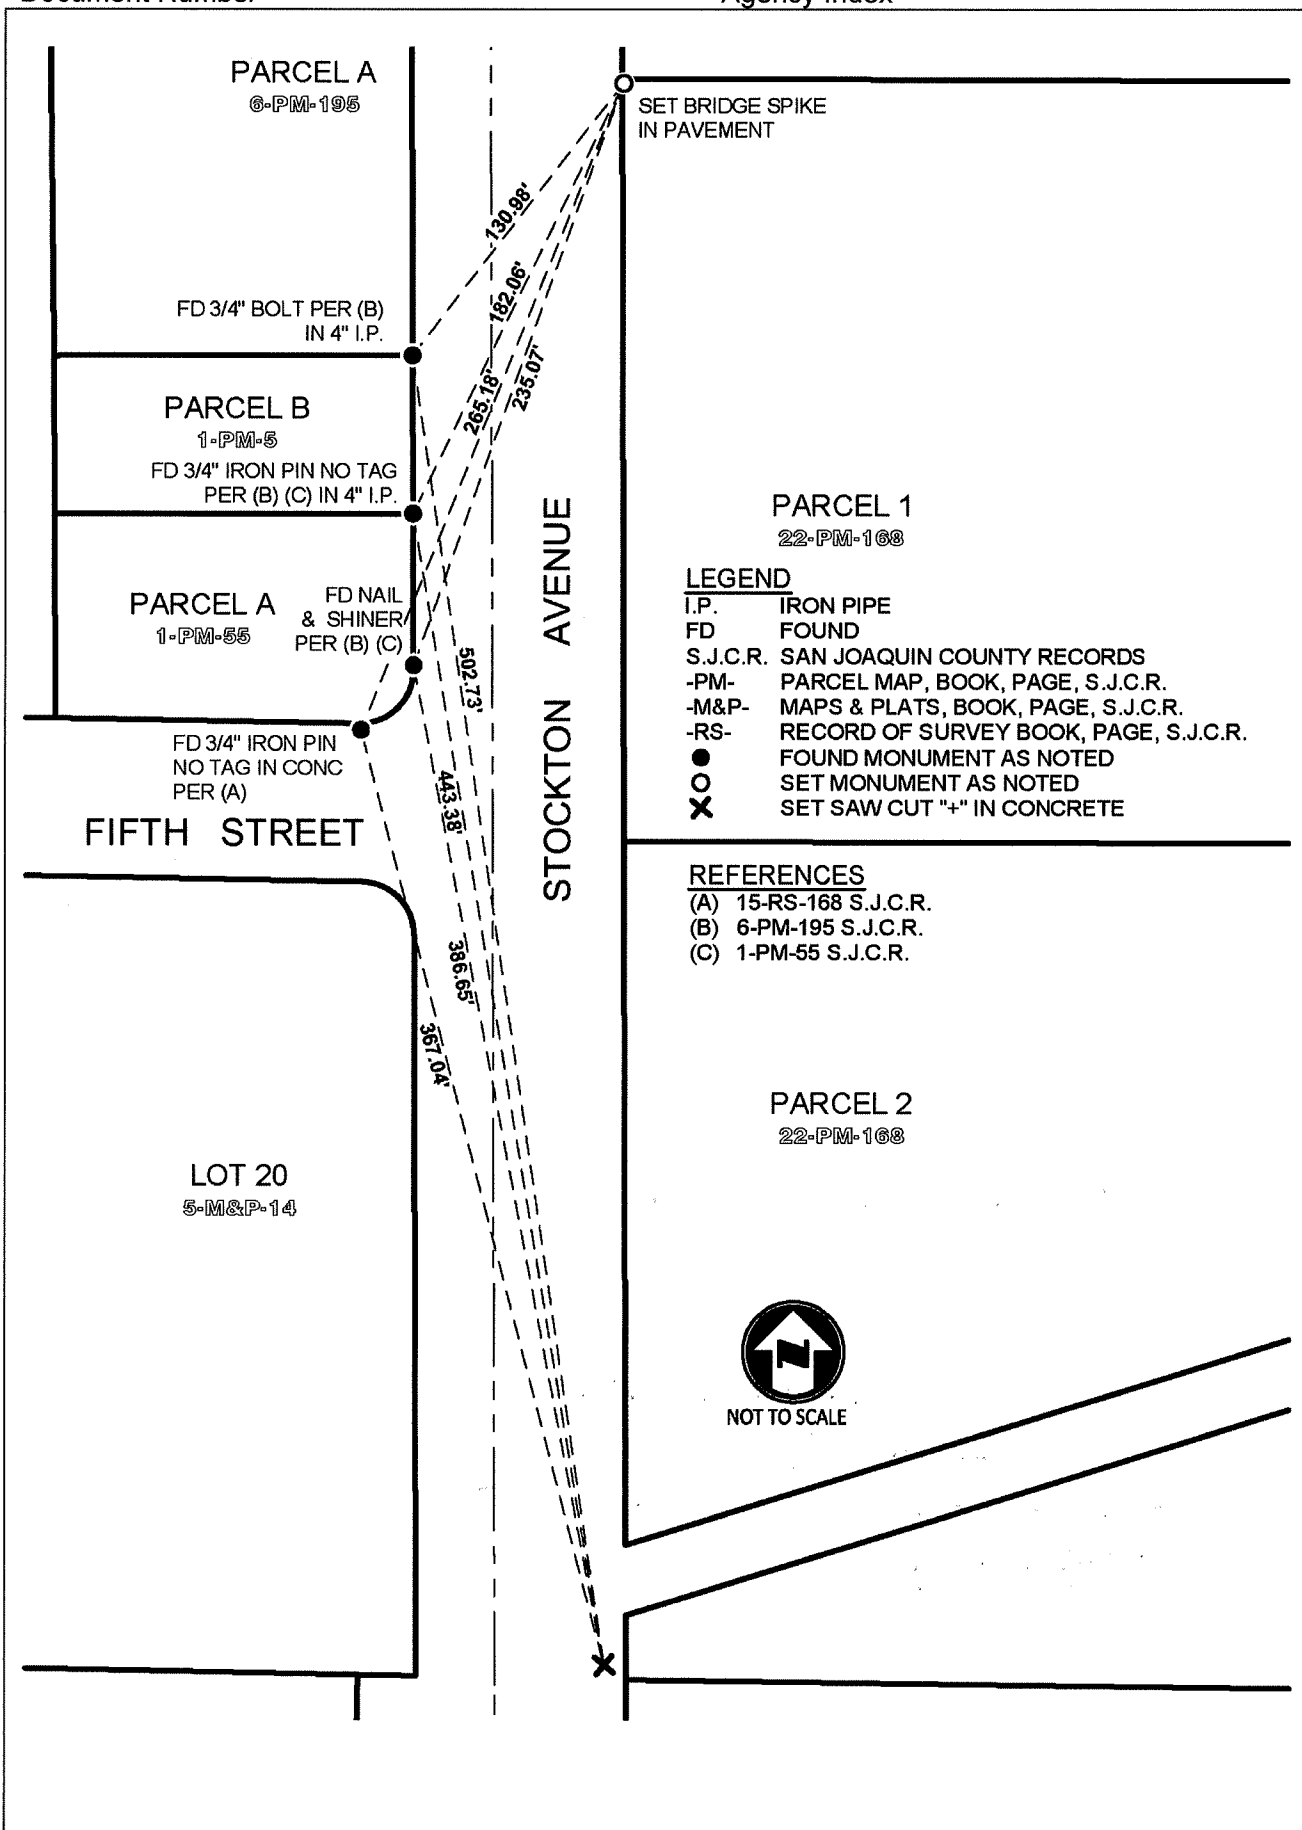 PARCEL A
6-PM-195
SET BRIDGE SPIKE
IN PAVEMENT
130.98'
182.06'
265.18'
235.07'
FD 3/4" BOLT PER (B)
IN 4" I.P.
PARCEL B
1-PM-5
FD 3/4" IRON PIN NO TAG
PER (B) (C) IN 4" I.P.
PARCEL A
1-PM-55
FD NAIL
& SHINER
PER (B) (C)
FD 3/4" IRON PIN
NO TAG IN CONC
PER (A)
FIFTH STREET
STOCKTON AVENUE
502.73'
443.38'
386.65'
367.04'
PARCEL 1
22-PM-168
LEGEND
I.P. IRON PIPE
FD FOUND
S.J.C.R. SAN JOAQUIN COUNTY RECORDS
-PM- PARCEL MAP, BOOK, PAGE, S.J.C.R.
-M&P- MAPS & PLATS, BOOK, PAGE, S.J.C.R.
-RS- RECORD OF SURVEY BOOK, PAGE, S.J.C.R.
FOUND MONUMENT AS NOTED
SET MONUMENT AS NOTED
SET SAW CUT "+" IN CONCRETE
REFERENCES
(A) 15-RS-168 S.J.C.R.
(B) 6-PM-195 S.J.C.R.
(C) 1-PM-55 S.J.C.R.
PARCEL 2
22-PM-168
LOT 20
5-M&P-14
N
NOT TO SCALE